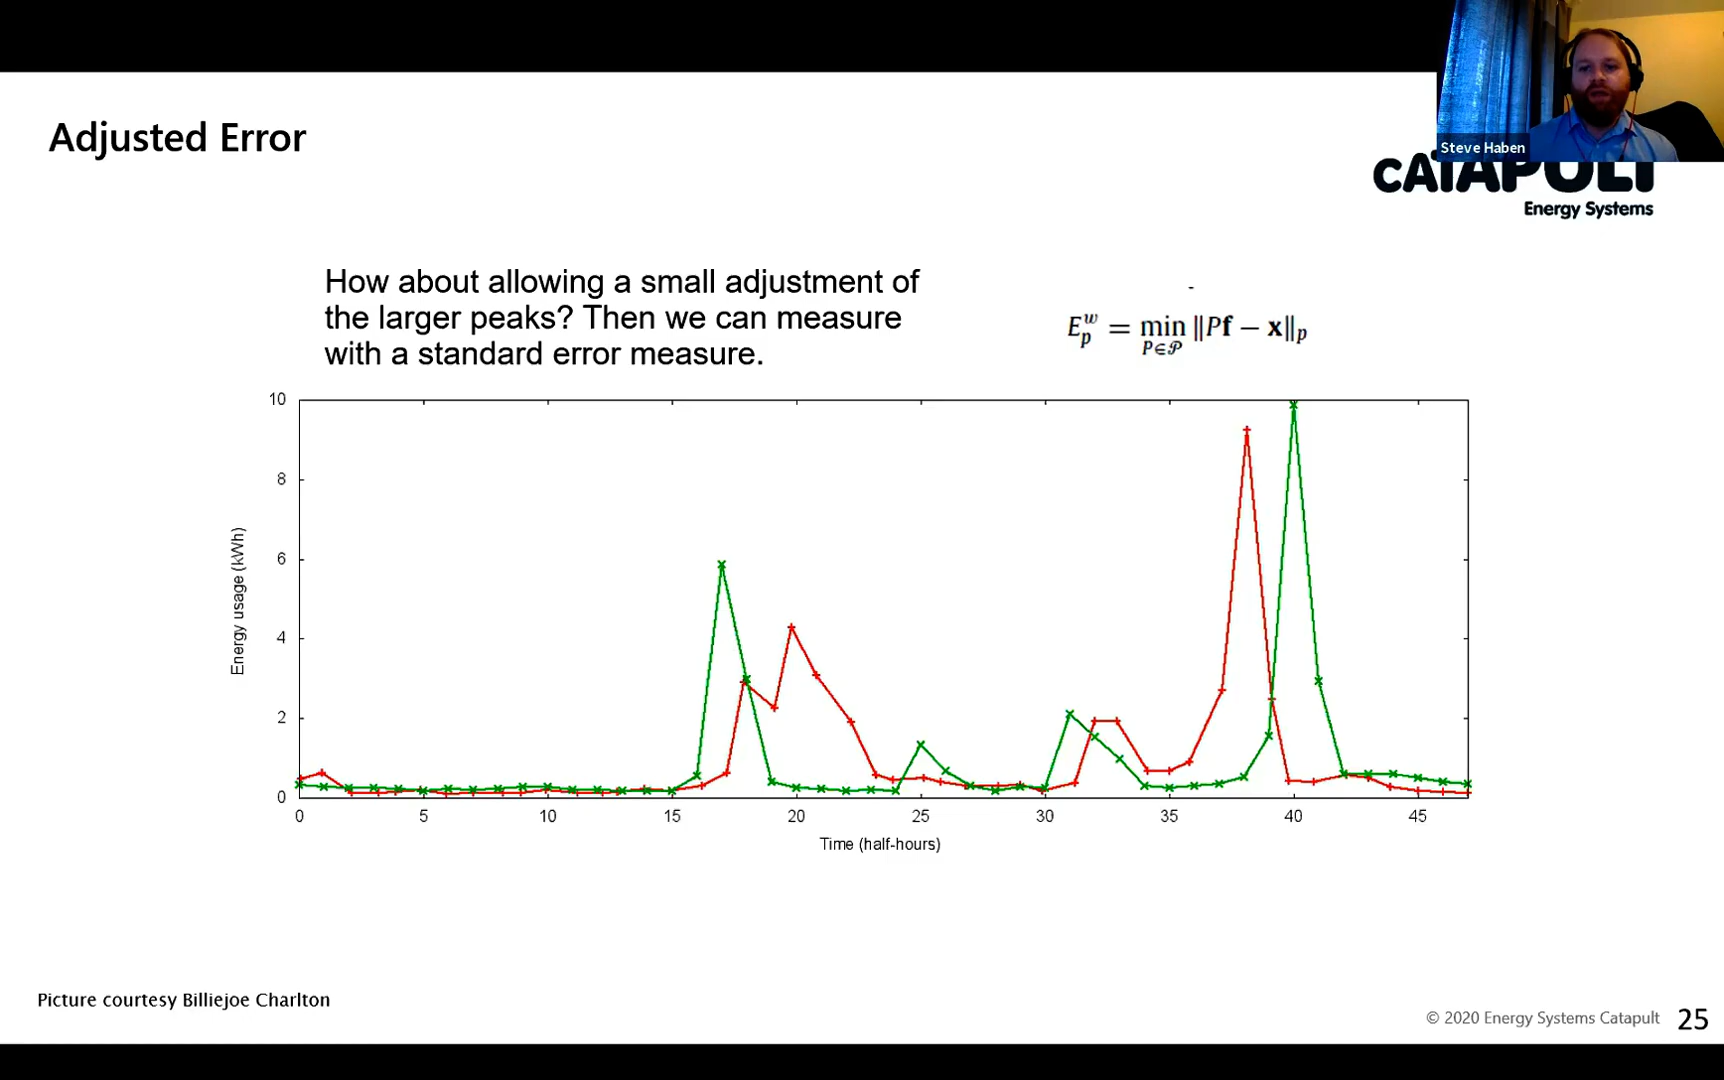 Steve Haben
Adjusted Error
CATAPULT
Energy Systems
How about allowing a small adjustment of
the larger peaks? Then we can measure
with a standard error measure.
E_p^w = min_{P∈𝒫} ‖Pf − x‖_p
10
8
6
4
2
0
Energy usage (kWh)
0 5 10 15 20 25 30 35 40 45
Time (half-hours)
Picture courtesy Billiejoe Charlton
© 2020 Energy Systems Catapult 25